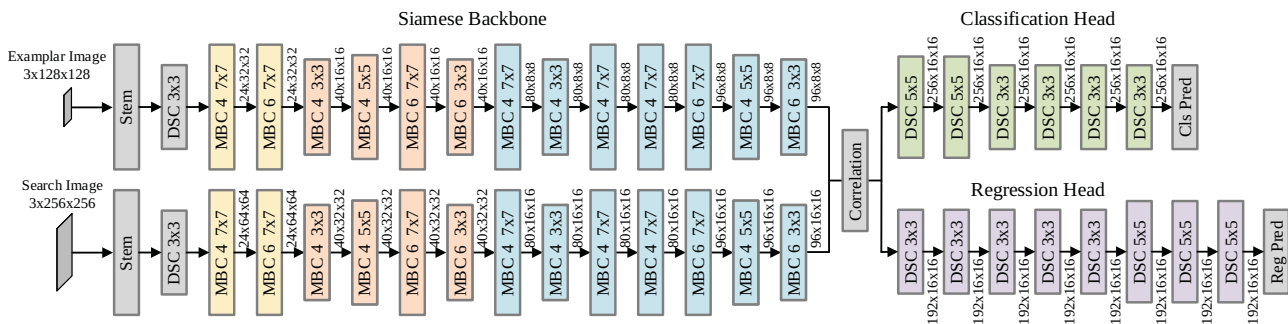 Siamese Backbone
Examplar Image
3x128x128
Stem
DSC 3x3
MBC 4 7x7
24x32x32
MBC 6 7x7
24x32x32
MBC 4 3x3
40x16x16
MBC 4 5x5
40x16x16
MBC 6 7x7
40x16x16
MBC 6 3x3
40x16x16
MBC 4 7x7
80x8x8
MBC 4 3x3
80x8x8
MBC 4 7x7
80x8x8
MBC 4 7x7
80x8x8
MBC 6 7x7
96x8x8
MBC 4 5x5
96x8x8
MBC 6 3x3
96x8x8
Search Image
3x256x256
Stem
DSC 3x3
MBC 4 7x7
24x64x64
MBC 6 7x7
24x64x64
MBC 4 3x3
40x32x32
MBC 4 5x5
40x32x32
MBC 6 7x7
40x32x32
MBC 6 3x3
40x32x32
MBC 4 7x7
80x16x16
MBC 4 3x3
80x16x16
MBC 4 7x7
80x16x16
MBC 4 7x7
80x16x16
MBC 6 7x7
96x16x16
MBC 4 5x5
96x16x16
MBC 6 3x3
96x16x16
Correlation
Classification Head
DSC 5x5
256x16x16
DSC 5x5
256x16x16
DSC 3x3
256x16x16
DSC 3x3
256x16x16
DSC 3x3
256x16x16
DSC 3x3
256x16x16
Cls Pred
Regression Head
DSC 3x3
192x16x16
DSC 3x3
192x16x16
DSC 3x3
192x16x16
DSC 3x3
192x16x16
DSC 3x3
192x16x16
DSC 5x5
192x16x16
DSC 5x5
192x16x16
DSC 5x5
192x16x16
Reg Pred